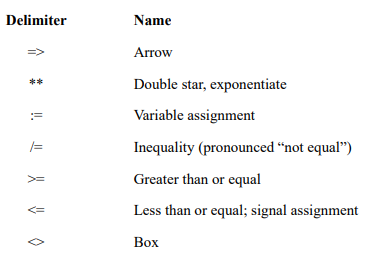 Delimiter Name
=> Arrow
** Double star, exponentiate
:= Variable assignment
/= Inequality (pronounced “not equal”)
>= Greater than or equal
<= Less than or equal; signal assignment
<> Box